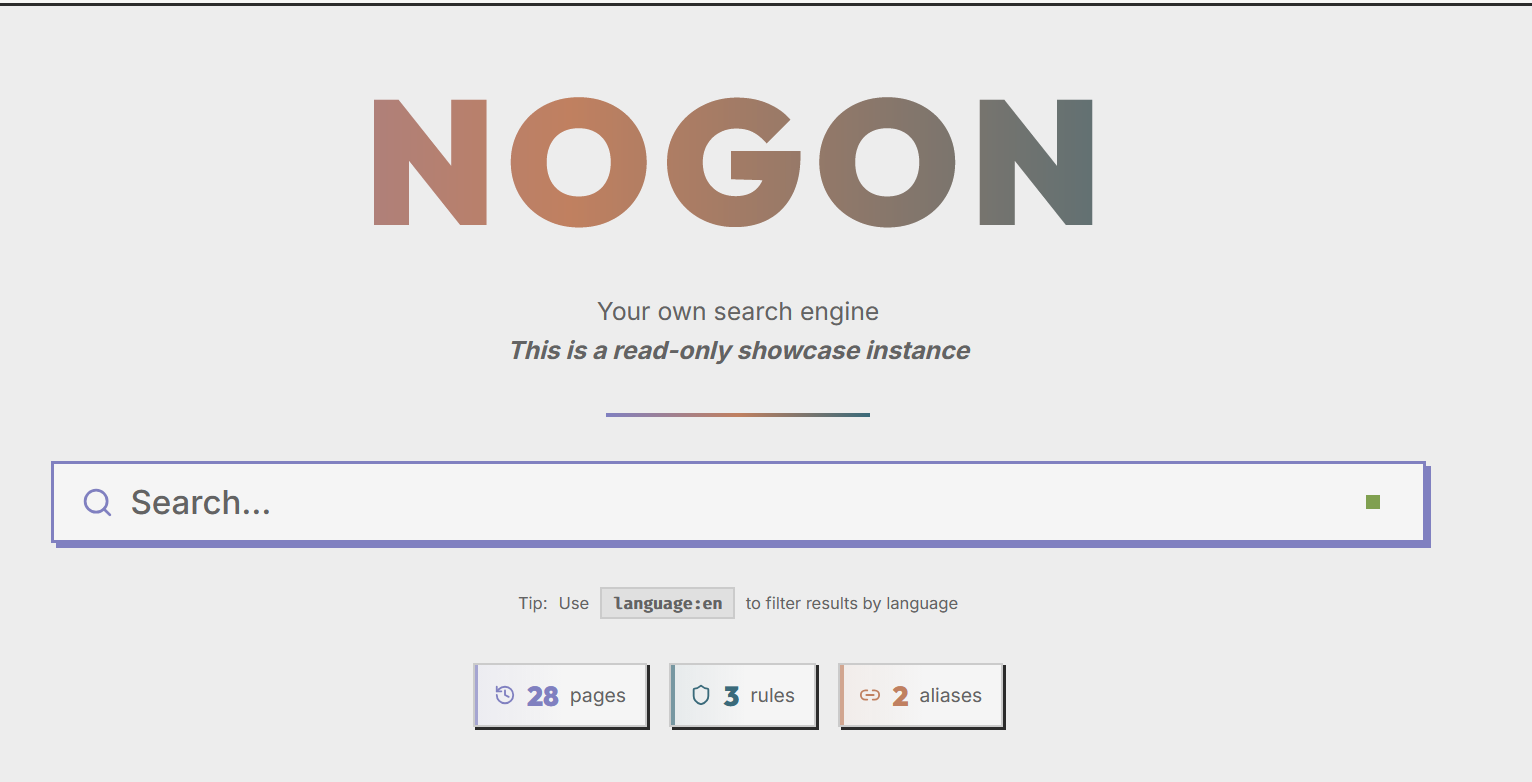 NOGON
Your own search engine
This is a read-only showcase instance
Search...
Tip: Use language:en to filter results by language
28 pages 3 rules 2 aliases